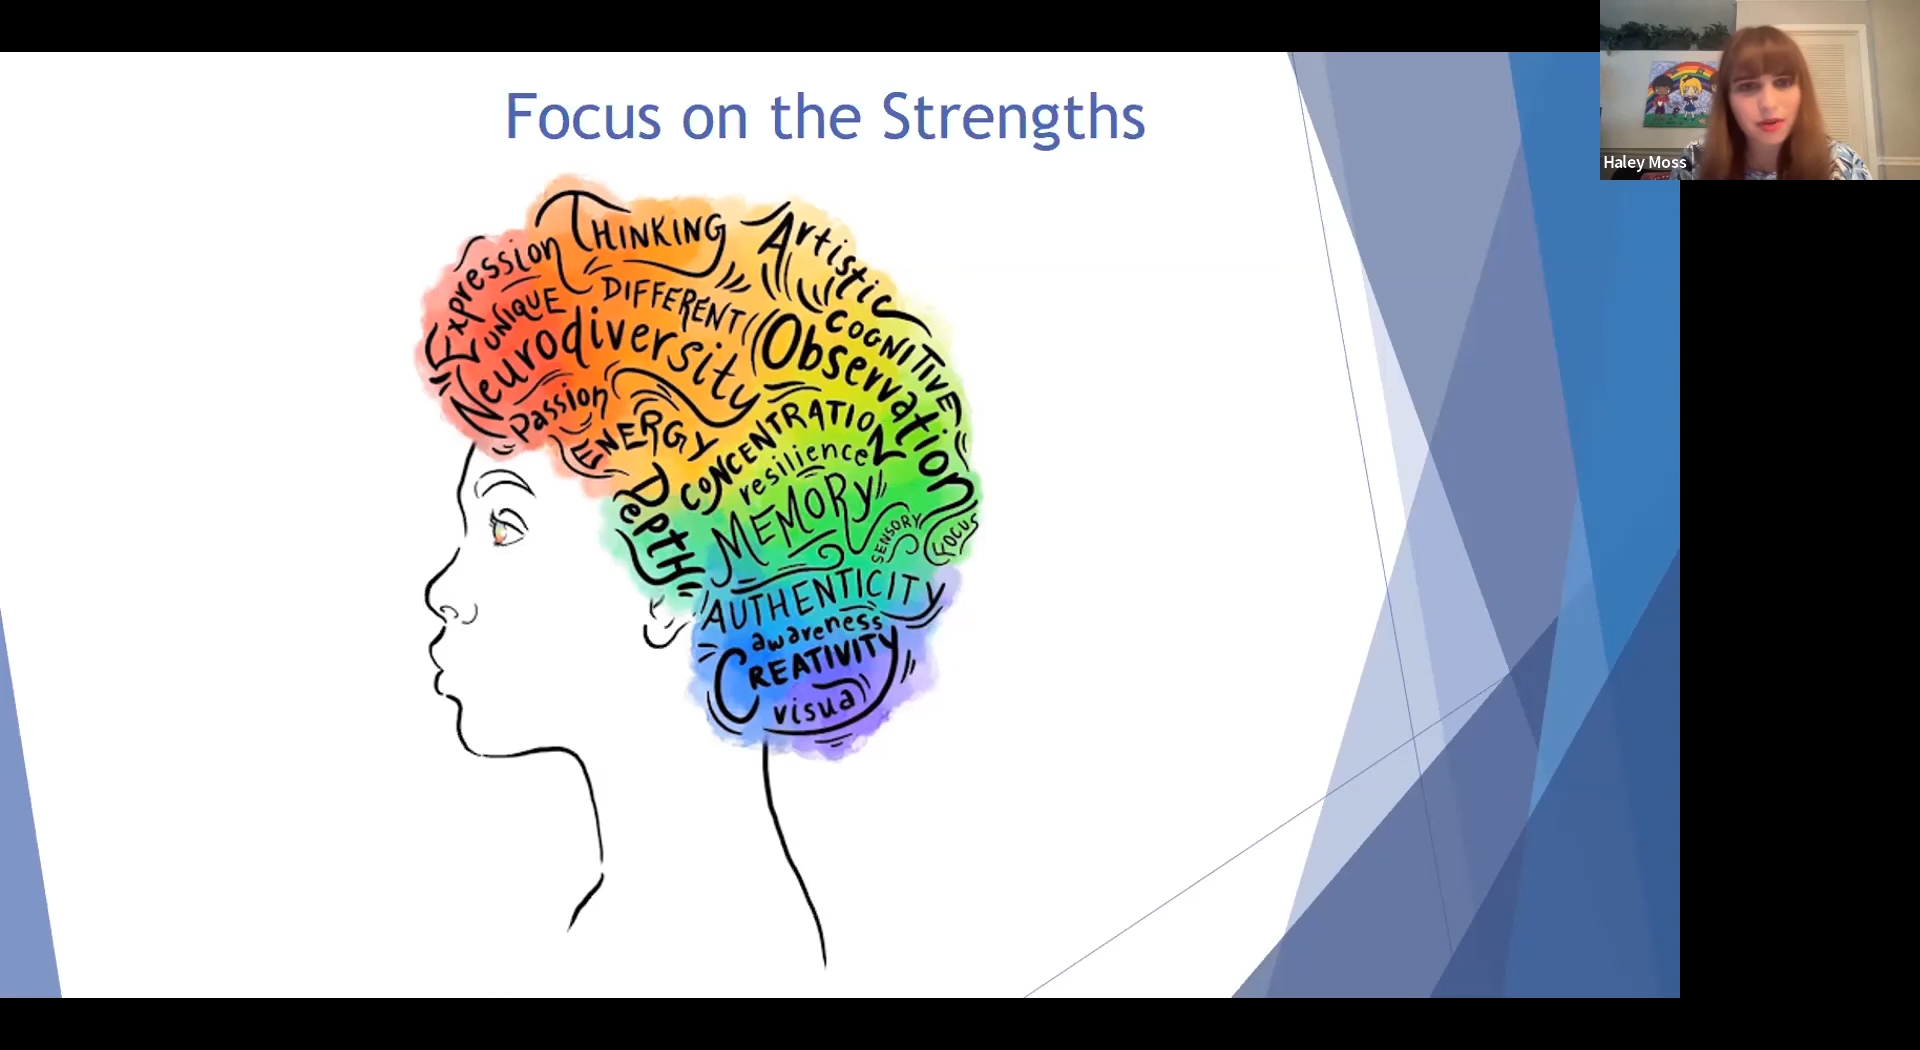 Focus on the Strengths
Haley Moss
THINKING
Artistic
Expression
UNIQUE
DIFFERENT
COGNITIVE
Neurodiversity
Observation
Passion
ENERGY
CONCENTRATION
resilience
DePTH
MEMORY
SENSORY
FOCUS
AUTHENTICITY
awareness
CREATIVITY
visual